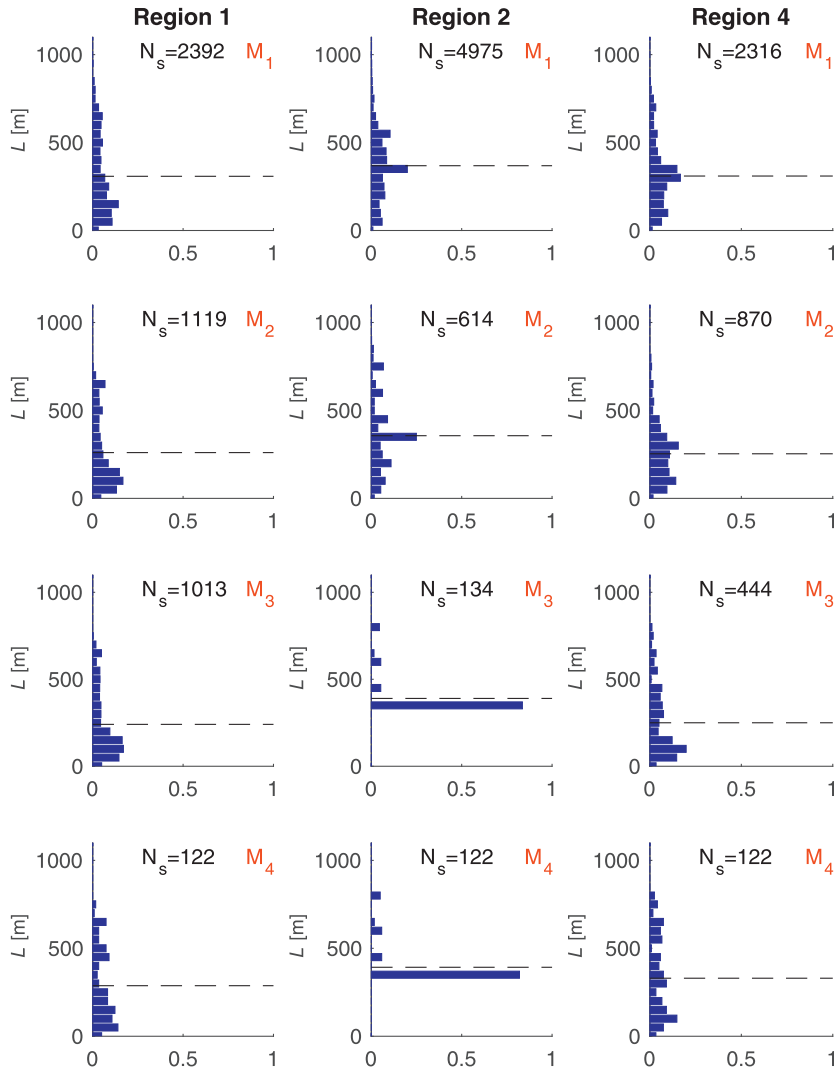 Region 1 Region 2 Region 4
N_s=2392 M_1 N_s=4975 M_1 N_s=2316 M_1
1000 1000 1000
L [m] L [m] L [m]
500 500 500
0 0 0
0 0.5 1 0 0.5 1 0 0.5 1
N_s=1119 M_2 N_s=614 M_2 N_s=870 M_2
1000 1000 1000
L [m] L [m] L [m]
500 500 500
0 0 0
0 0.5 1 0 0.5 1 0 0.5 1
N_s=1013 M_3 N_s=134 M_3 N_s=444 M_3
1000 1000 1000
L [m] L [m] L [m]
500 500 500
0 0 0
0 0.5 1 0 0.5 1 0 0.5 1
N_s=122 M_4 N_s=122 M_4 N_s=122 M_4
1000 1000 1000
L [m] L [m] L [m]
500 500 500
0 0 0
0 0.5 1 0 0.5 1 0 0.5 1